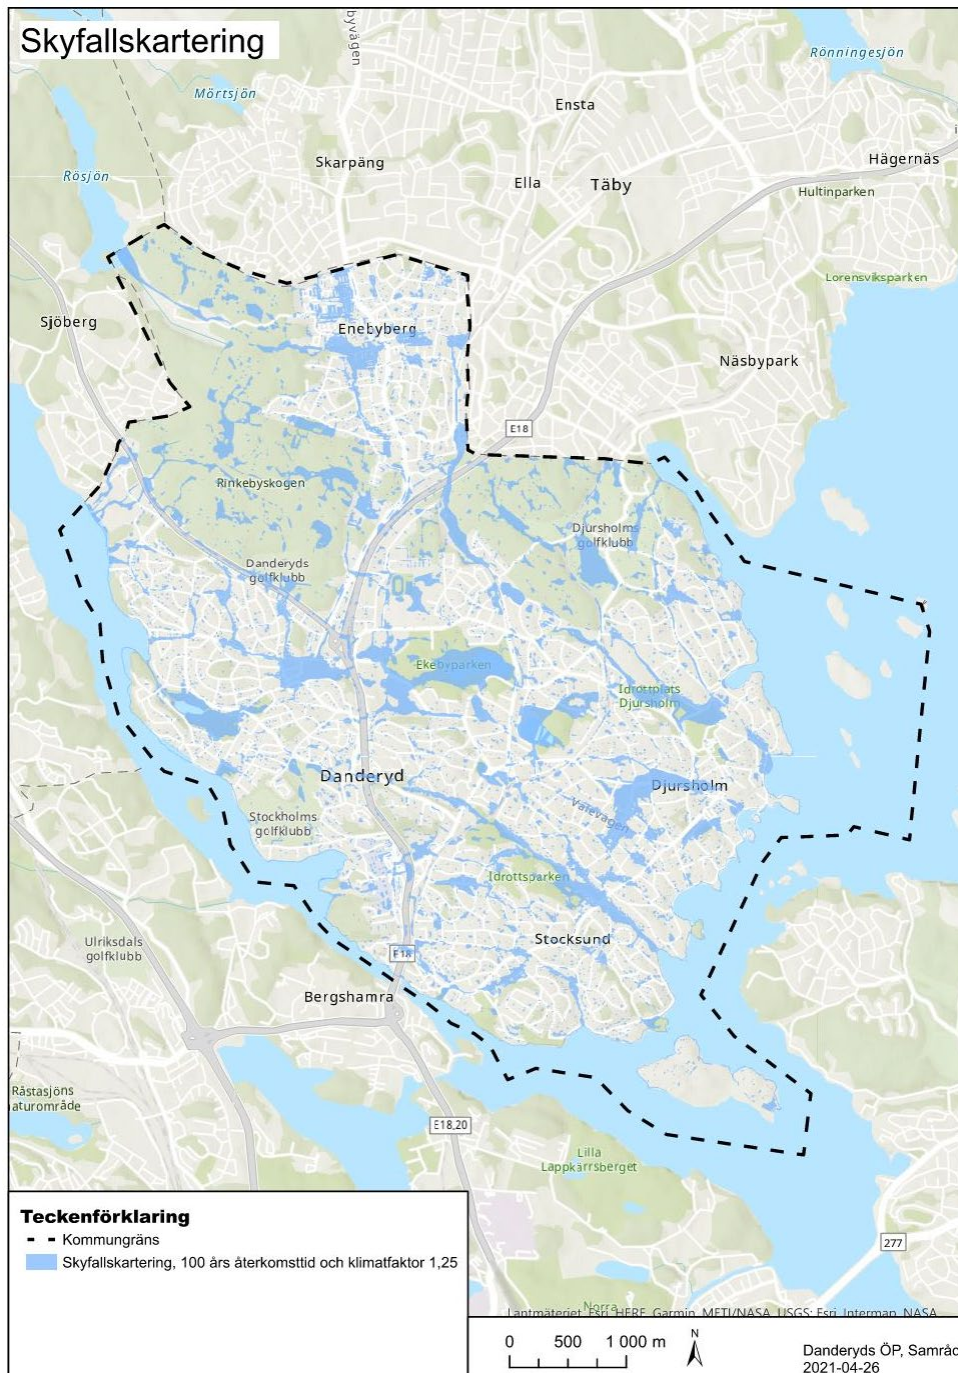 Skyfallskartering
byvägen
Rönningesjön
Mörtsjön
Ensta
Skarpäng
Hägernäs
Rösjön
Ella
Täby
Hultinparken
Lorensviksparken
Sjöberg
Enebyberg
Näsbypark
E18
Rinkebyskogen
Djursholms
golfklubb
Danderyds
golfklubb
Ekebyparken
Idrottplats
Djursholm
Danderyd
Djursholm
Stockholms
golfklubb
Idrottsparken
Ulriksdals
golfklubb
Stocksund
E18
Bergshamra
Råstasjöns
naturområde
E18,20
Lilla
Lappkärrsberget
Teckenförklaring
Kommungräns
277
Skyfallskartering, 100 års återkomsttid och klimatfaktor 1,25
Norra
Lantmäteriet, Esri, HERE, Garmin, METI/NASA, USGS; Esri, Intermap, NASA,
0 500 1 000 m
N
Danderyds ÖP, Samråd
2021-04-26